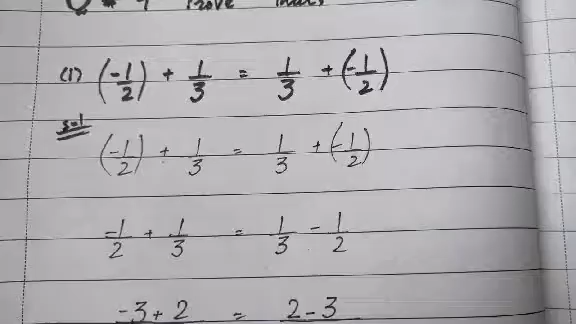 Q # 4 Prove that:
(1) (-1/2) + 1/3 = 1/3 + (-1/2)
Sol
(-1/2) + 1/3 = 1/3 + (-1/2)
-1/2 + 1/3 = 1/3 - 1/2
-3+2 = 2-3